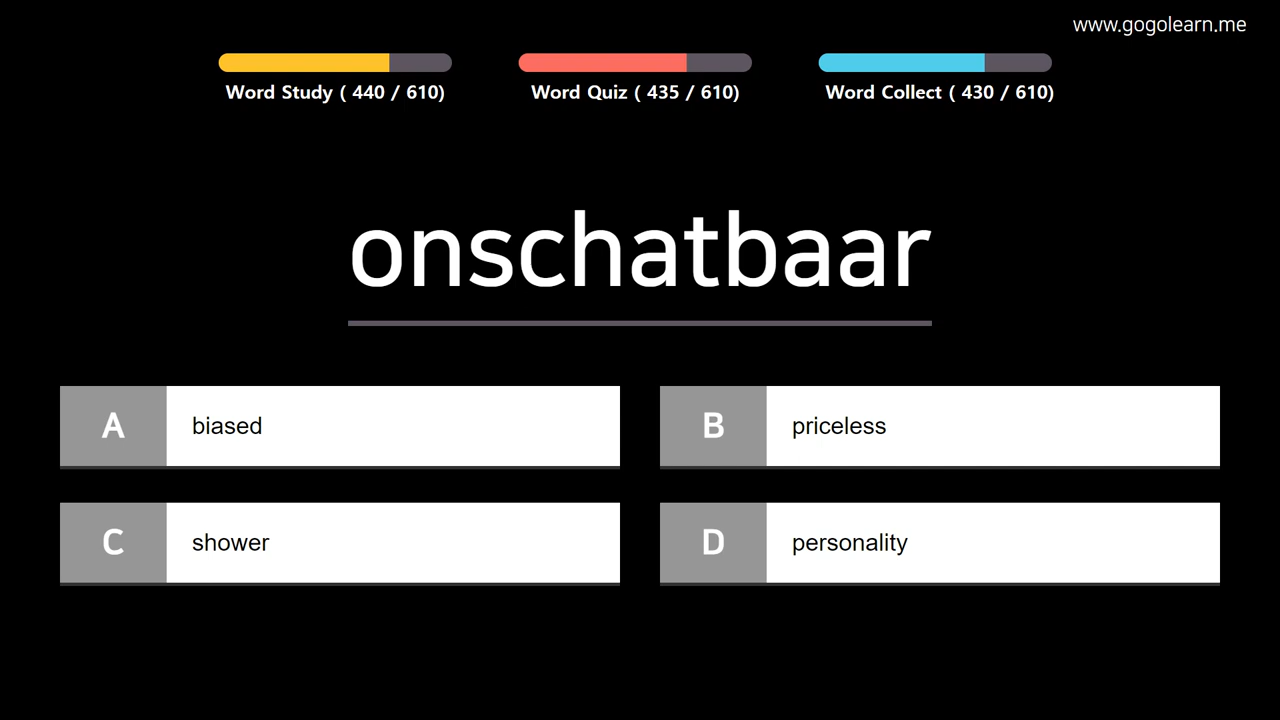 www.gogolearn.me
Word Study ( 440 / 610)
Word Quiz ( 435 / 610)
Word Collect ( 430 / 610)
onschatbaar
A biased
B priceless
C shower
D personality